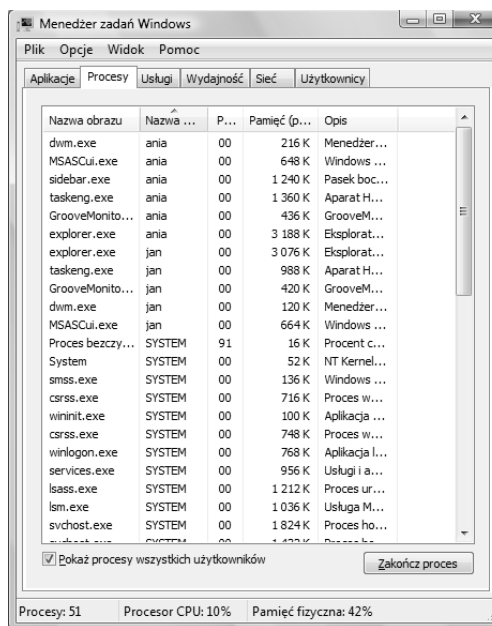 Menedżer zadań Windows
Plik Opcje Widok Pomoc
Aplikacje Procesy Usługi Wydajność Sieć Użytkownicy
Nazwa obrazu Nazwa ... P... Pamięć (p... Opis
dwm.exe ania 00 216 K Menedżer...
MSASCui.exe ania 00 648 K Windows ...
sidebar.exe ania 00 1 240 K Pasek boc...
taskeng.exe ania 00 1 360 K Aparat H...
GrooveMonito... ania 00 436 K GrooveM...
explorer.exe ania 00 3 188 K Eksplorat...
explorer.exe jan 00 3 076 K Eksplorat...
taskeng.exe jan 00 988 K Aparat H...
GrooveMonito... jan 00 420 K GrooveM...
dwm.exe jan 00 120 K Menedżer...
MSASCui.exe jan 00 664 K Windows ...
Proces bezczy... SYSTEM 91 16 K Procent c...
System SYSTEM 00 52 K NT Kernel...
smss.exe SYSTEM 00 136 K Windows ...
csrss.exe SYSTEM 00 716 K Proces w...
wininit.exe SYSTEM 00 100 K Aplikacja ...
csrss.exe SYSTEM 00 748 K Proces w...
winlogon.exe SYSTEM 00 768 K Aplikacja l...
services.exe SYSTEM 00 956 K Usługi i a...
lsass.exe SYSTEM 00 1 212 K Proces ur...
lsm.exe SYSTEM 00 1 036 K Usługa M...
svchost.exe SYSTEM 00 1 824 K Proces ho...
Pokaż procesy wszystkich użytkowników
Zakończ proces
Procesy: 51 Procesor CPU: 10% Pamięć fizyczna: 42%